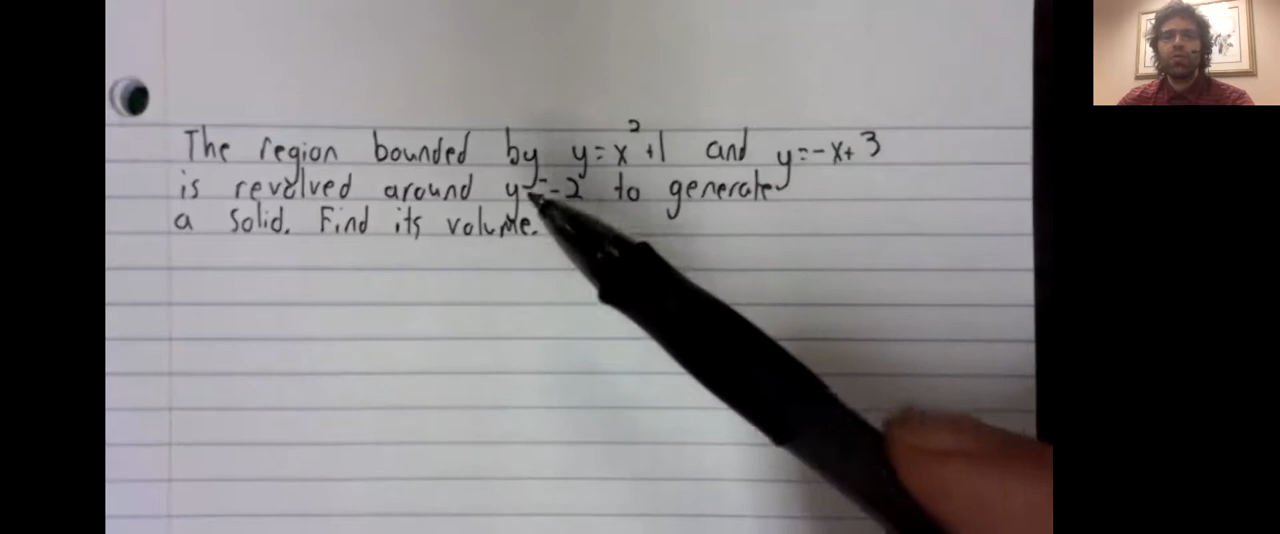 The region bounded by y=x²+1 and y=-x+3
is revolved around y=-2 to generate
a solid. Find its volume.